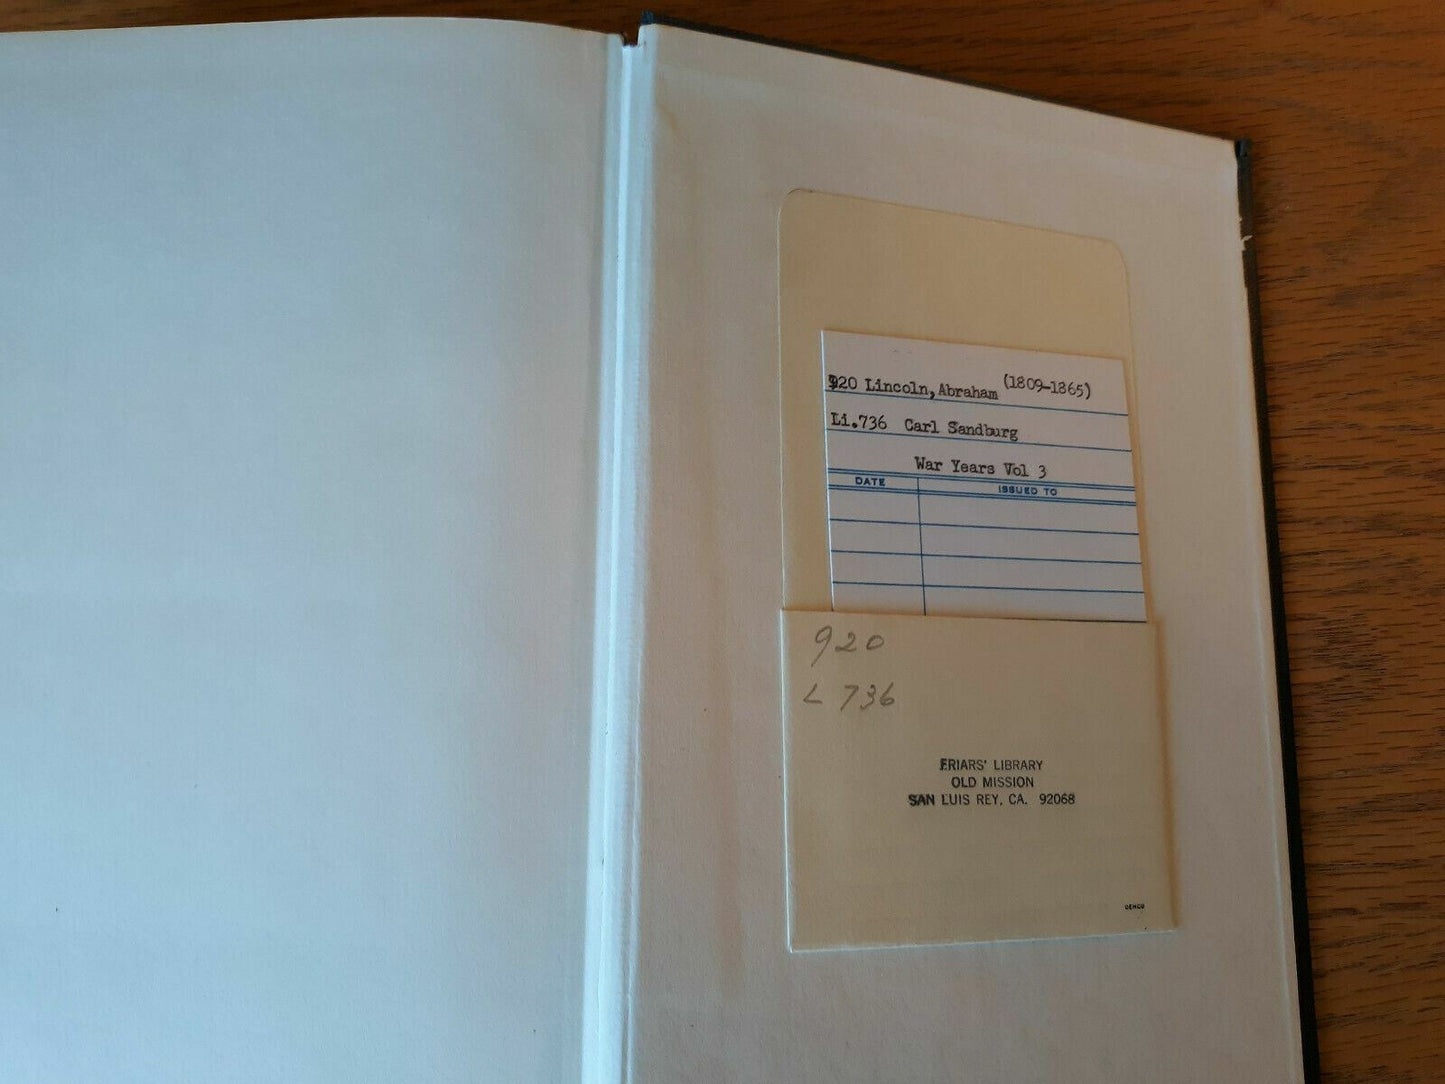 920 Lincoln, Abraham (1809-1865)
Li.736 Carl Sandburg
War Years Vol 3
DATE ISSUED TO
920
L 736
FRIARS' LIBRARY
OLD MISSION
SAN LUIS REY, CA. 92068
DEMCO